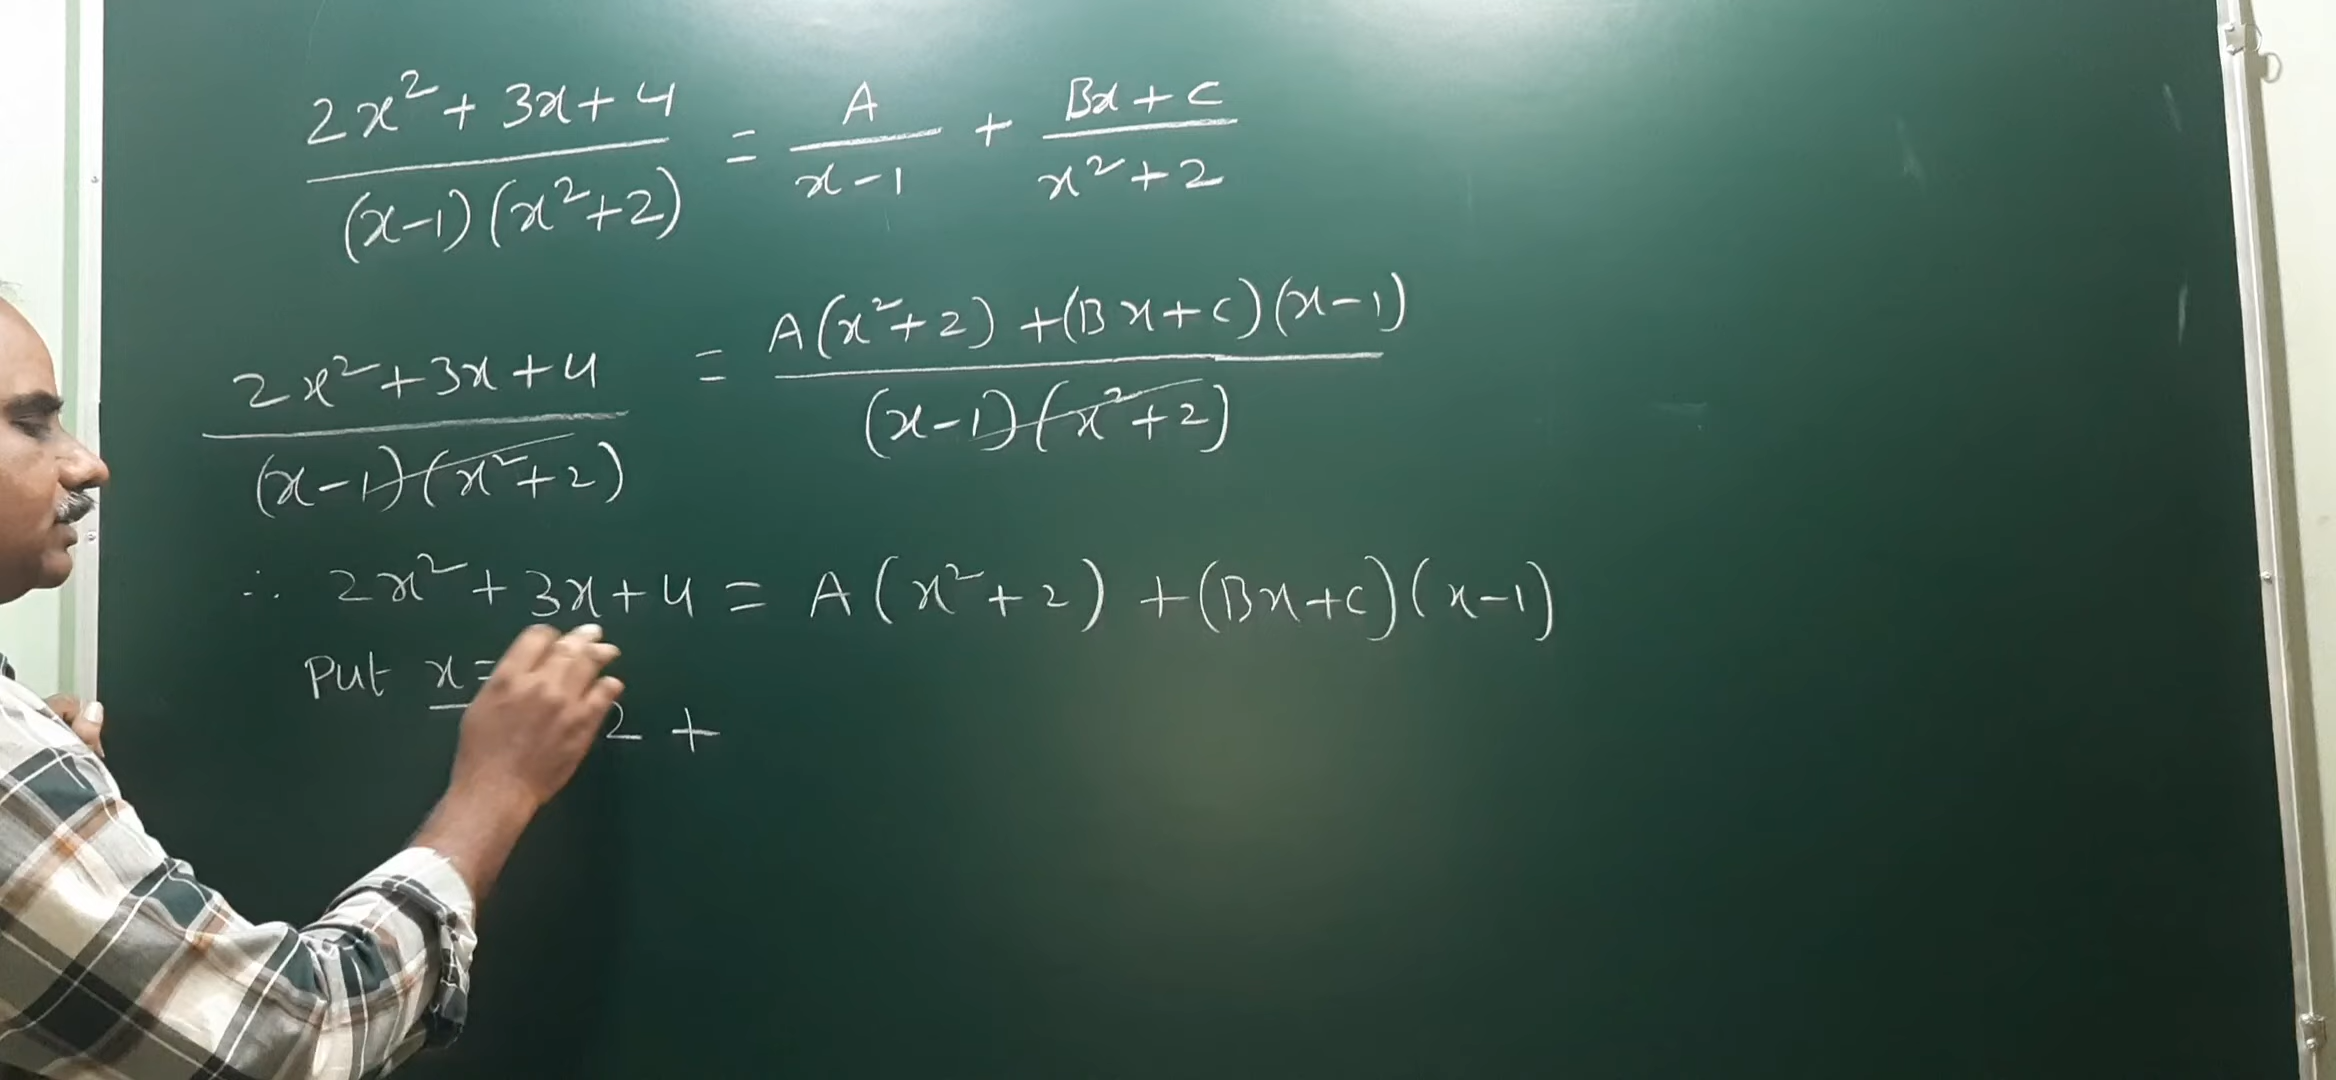 2x² + 3x + 4 / (x-1)(x²+2) = A / x-1 + Bx + C / x²+2
2x² + 3x + 4 / (x-1)(x²+2) = A(x²+2) + (Bx+C)(x-1) / (x-1)(x²+2)
∴ 2x² + 3x + 4 = A(x²+2) + (Bx+C)(x-1)
Put x=
2 +